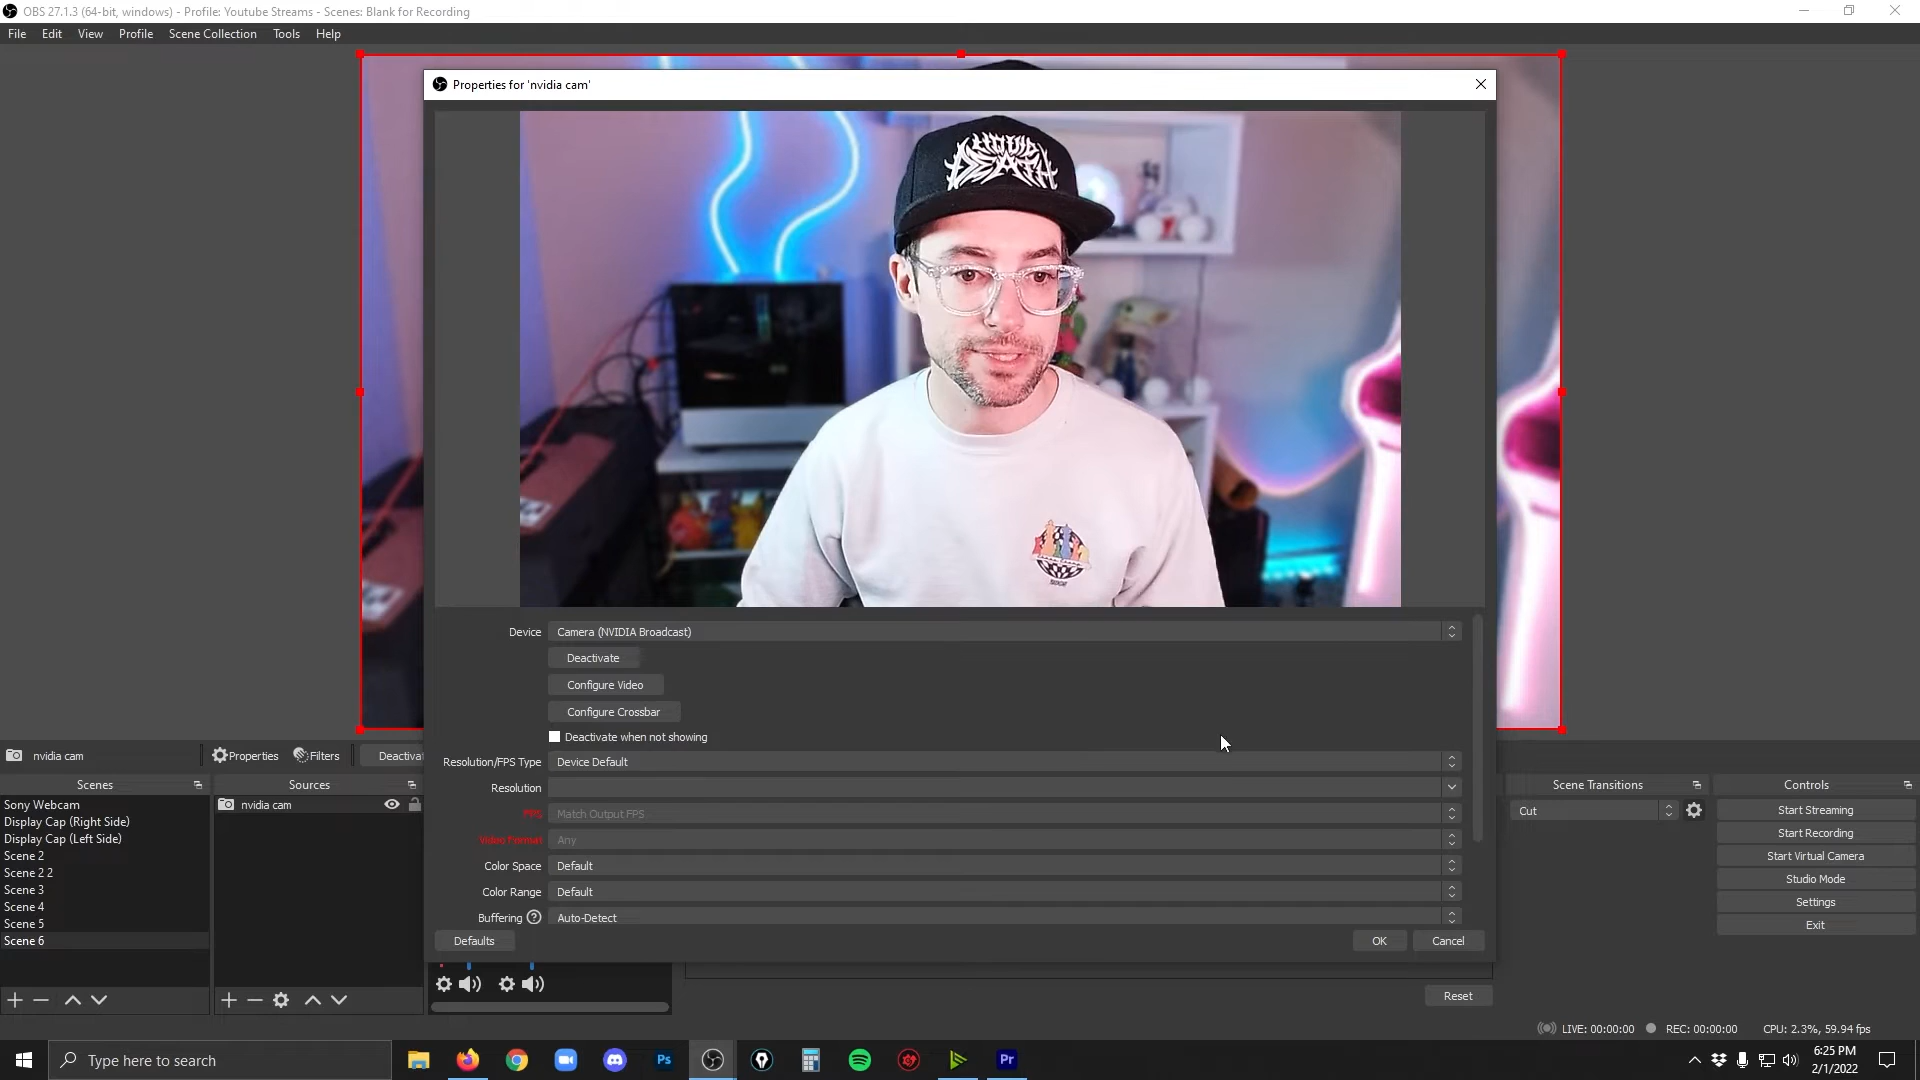 OBS 27.1.3 (64-bit, windows) - Profile: Youtube Streams - Scenes: Blank for Recording
File Edit View Profile Scene Collection Tools Help
Properties for 'nvidia cam'
LIQUID
DEATH
Device Camera (NVIDIA Broadcast)
Deactivate
Configure Video
Configure Crossbar
Deactivate when not showing
Resolution/FPS Type Device Default
Resolution
FPS Match Output FPS
Video Format Any
Color Space Default
Color Range Default
Buffering ? Auto-Detect
Defaults OK Cancel
nvidia cam Properties Filters Deactivat
Scenes
Sony Webcam
Display Cap (Right Side)
Display Cap (Left Side)
Scene 2
Scene 2 2
Scene 3
Scene 4
Scene 5
Scene 6
Sources
nvidia cam
Scene Transitions
Cut
Controls
Start Streaming
Start Recording
Start Virtual Camera
Studio Mode
Settings
Exit
Reset
LIVE: 00:00:00 REC: 00:00:00 CPU: 2.3%, 59.94 fps
Type here to search
Ps
Pr
6:25 PM
2/1/2022